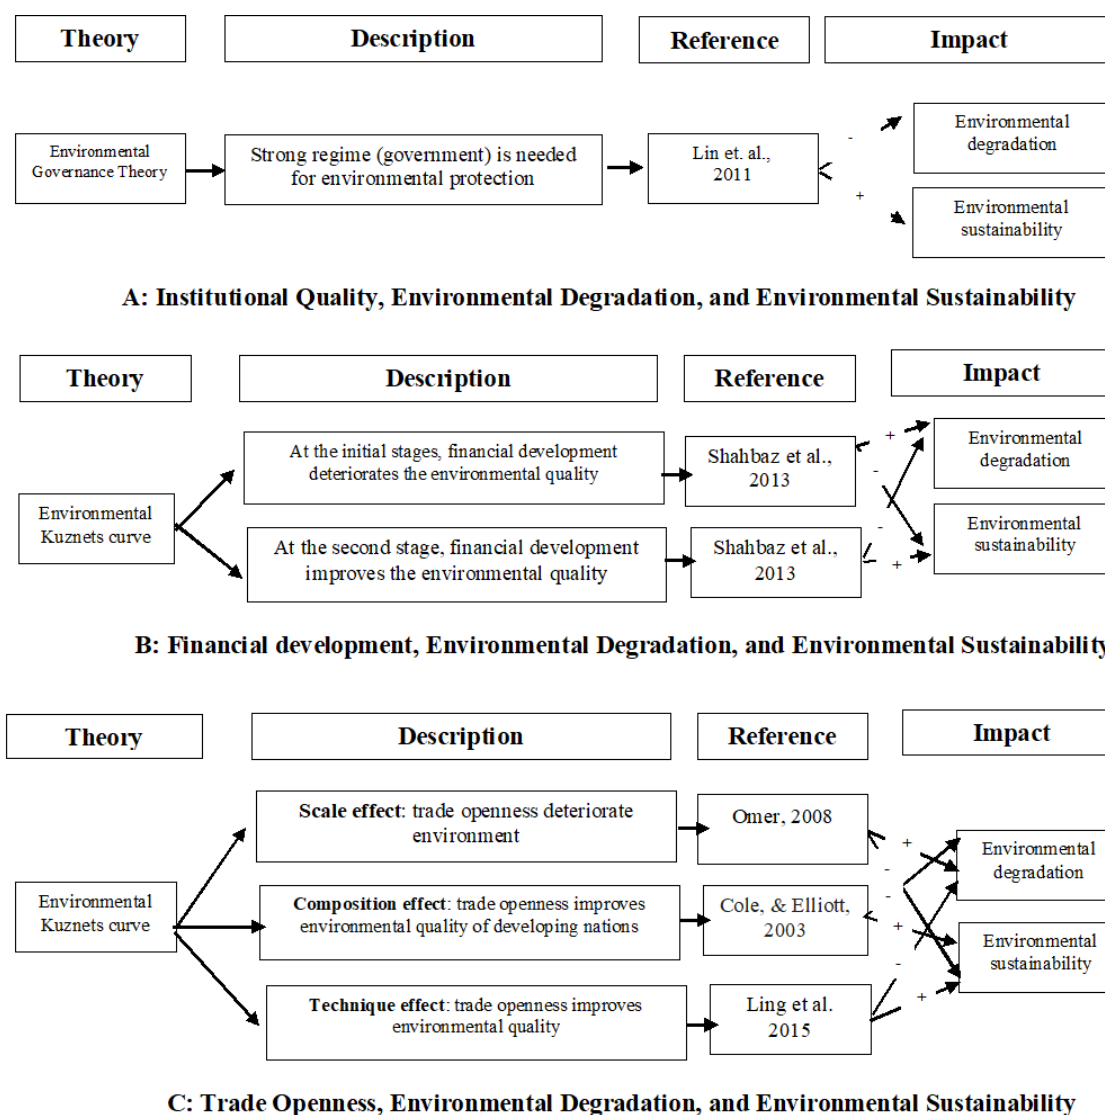 Theory
Description
Reference
Impact
Environmental
Governance Theory
Strong regime (government) is needed
for environmental protection
Lin et. al.,
2011
-
+
Environmental
degradation
Environmental
sustainability
A: Institutional Quality, Environmental Degradation, and Environmental Sustainability
Theory
Description
Reference
Impact
Environmental
Kuznets curve
At the initial stages, financial development
deteriorates the environmental quality
Shahbaz et al.,
2013
At the second stage, financial development
improves the environmental quality
Shahbaz et al.,
2013
+
-
-
+
Environmental
degradation
Environmental
sustainability
B: Financial development, Environmental Degradation, and Environmental Sustainability
Theory
Description
Reference
Impact
Environmental
Kuznets curve
Scale effect: trade openness deteriorate
environment
Omer, 2008
Composition effect: trade openness improves
environmental quality of developing nations
Cole, & Elliott,
2003
Technique effect: trade openness improves
environmental quality
Ling et al.
2015
+
-
-
+
-
+
Environmental
degradation
Environmental
sustainability
C: Trade Openness, Environmental Degradation, and Environmental Sustainability